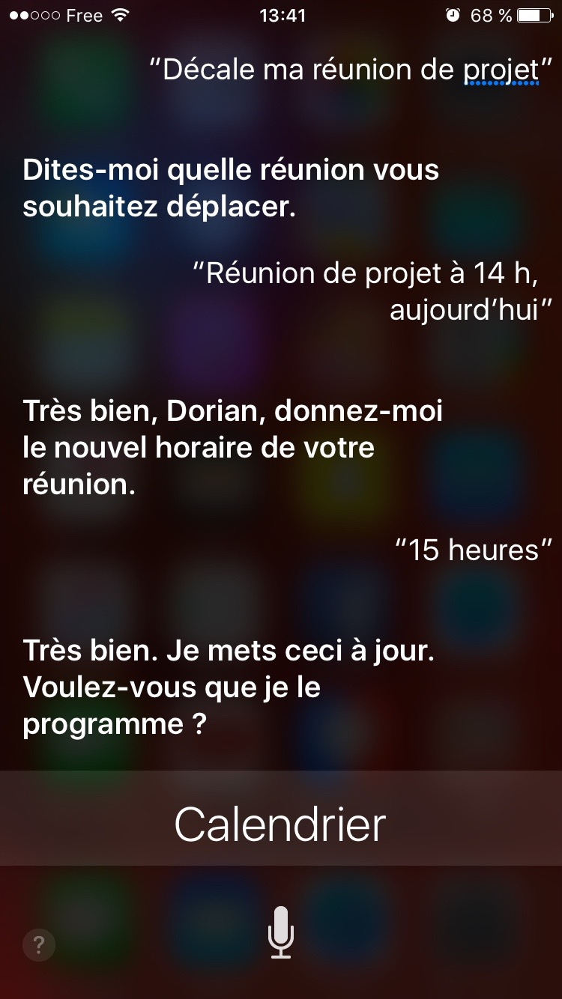 Free 13:41 68 %
“Décale ma réunion de projet”
Dites-moi quelle réunion vous
souhaitez déplacer.
“Réunion de projet à 14 h,
aujourd’hui”
Très bien, Dorian, donnez-moi
le nouvel horaire de votre
réunion.
“15 heures”
Très bien. Je mets ceci à jour.
Voulez-vous que je le
programme ?
Calendrier
?